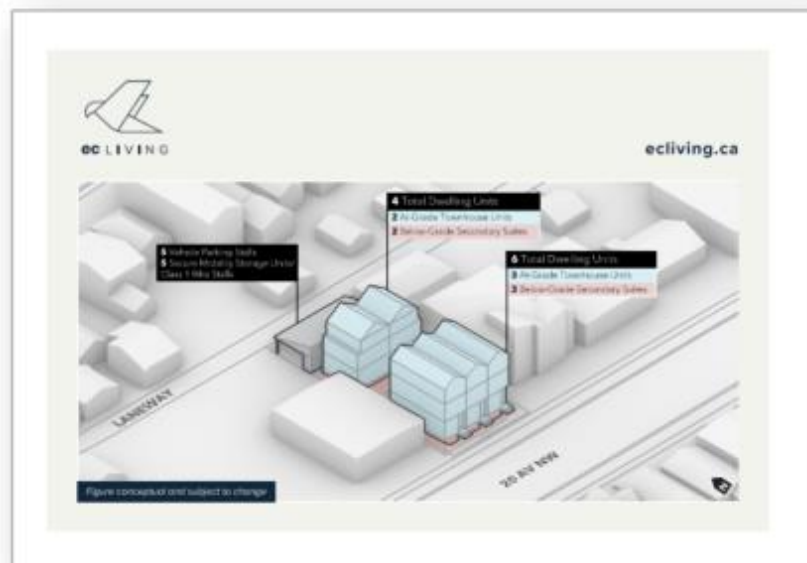 ec LIVING
ecliving.ca
4 Total Dwelling Units
2 At-Grade Townhouse Units
2 Below-Grade Secondary Suites
5 Vehicle Parking Stalls
5 Secure Mobility Storage Units/
Class 1 Bike Stalls
6 Total Dwelling Units
3 At-Grade Townhouse Units
3 Below-Grade Secondary Suites
LANEWAY
20 AV NW
Figure conceptual and subject to change
N